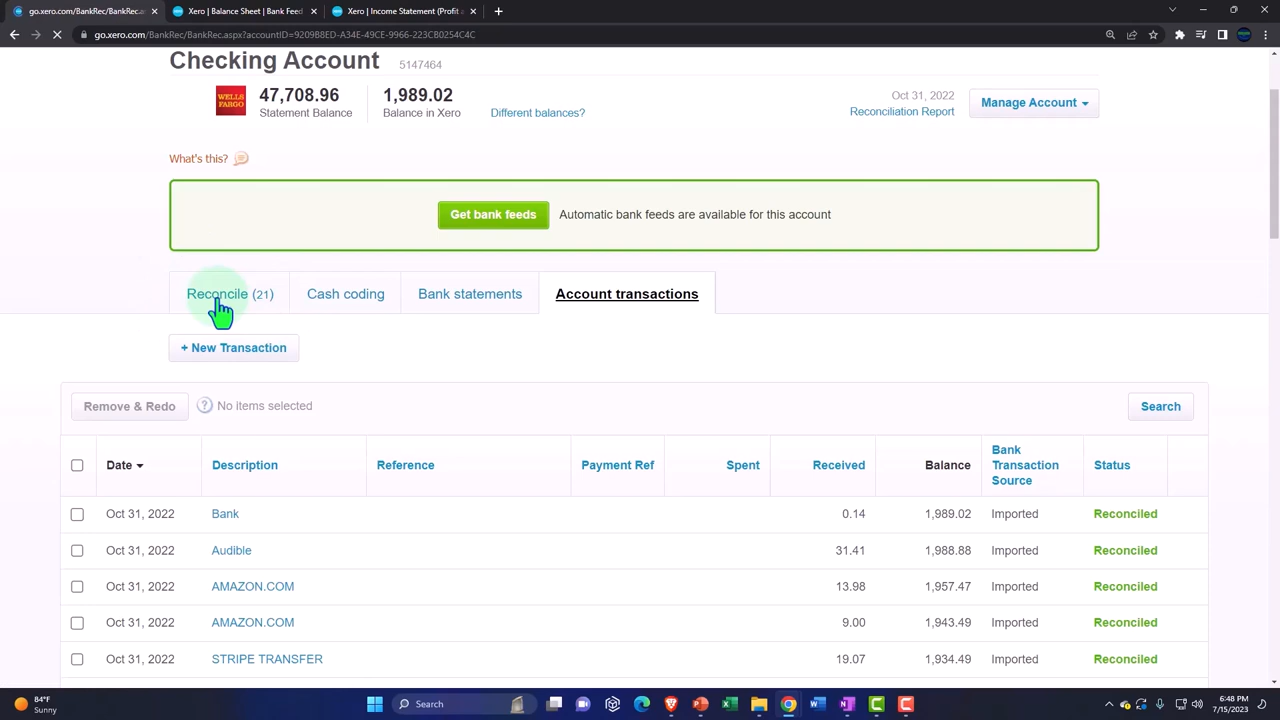 go.xero.com/BankRec/BankRec.as
Xero | Bank Feeds | Beat Sheet F
Xero | Income Statement (Profit a
go.xero.com/BankRec/BankRec.aspx?accountID=9209B8ED-A34E-49CE-9966-223C80254C4C
Checking Account 5147464
WELLS FARGO
47,708.96
Statement Balance
1,989.02
Balance in Xero
Different balances?
Oct 31, 2022
Reconciliation Report
Manage Account
What's this?
Get bank feeds Automatic bank feeds are available for this account
Reconcile (21) Cash coding Bank statements Account transactions
+ New Transaction
Remove & Redo ? No items selected Search
Date Description Reference Payment Ref Spent Received Balance Bank Transaction Source Status
Oct 31, 2022 Bank 0.14 1,989.02 Imported Reconciled
Oct 31, 2022 Audible 31.41 1,988.88 Imported Reconciled
Oct 31, 2022 AMAZON.COM 13.98 1,957.47 Imported Reconciled
Oct 31, 2022 AMAZON.COM 9.00 1,943.49 Imported Reconciled
Oct 31, 2022 STRIPE TRANSFER 19.07 1,934.49 Imported Reconciled
84°F
Sunny
Search
6:48 PM
7/15/2023